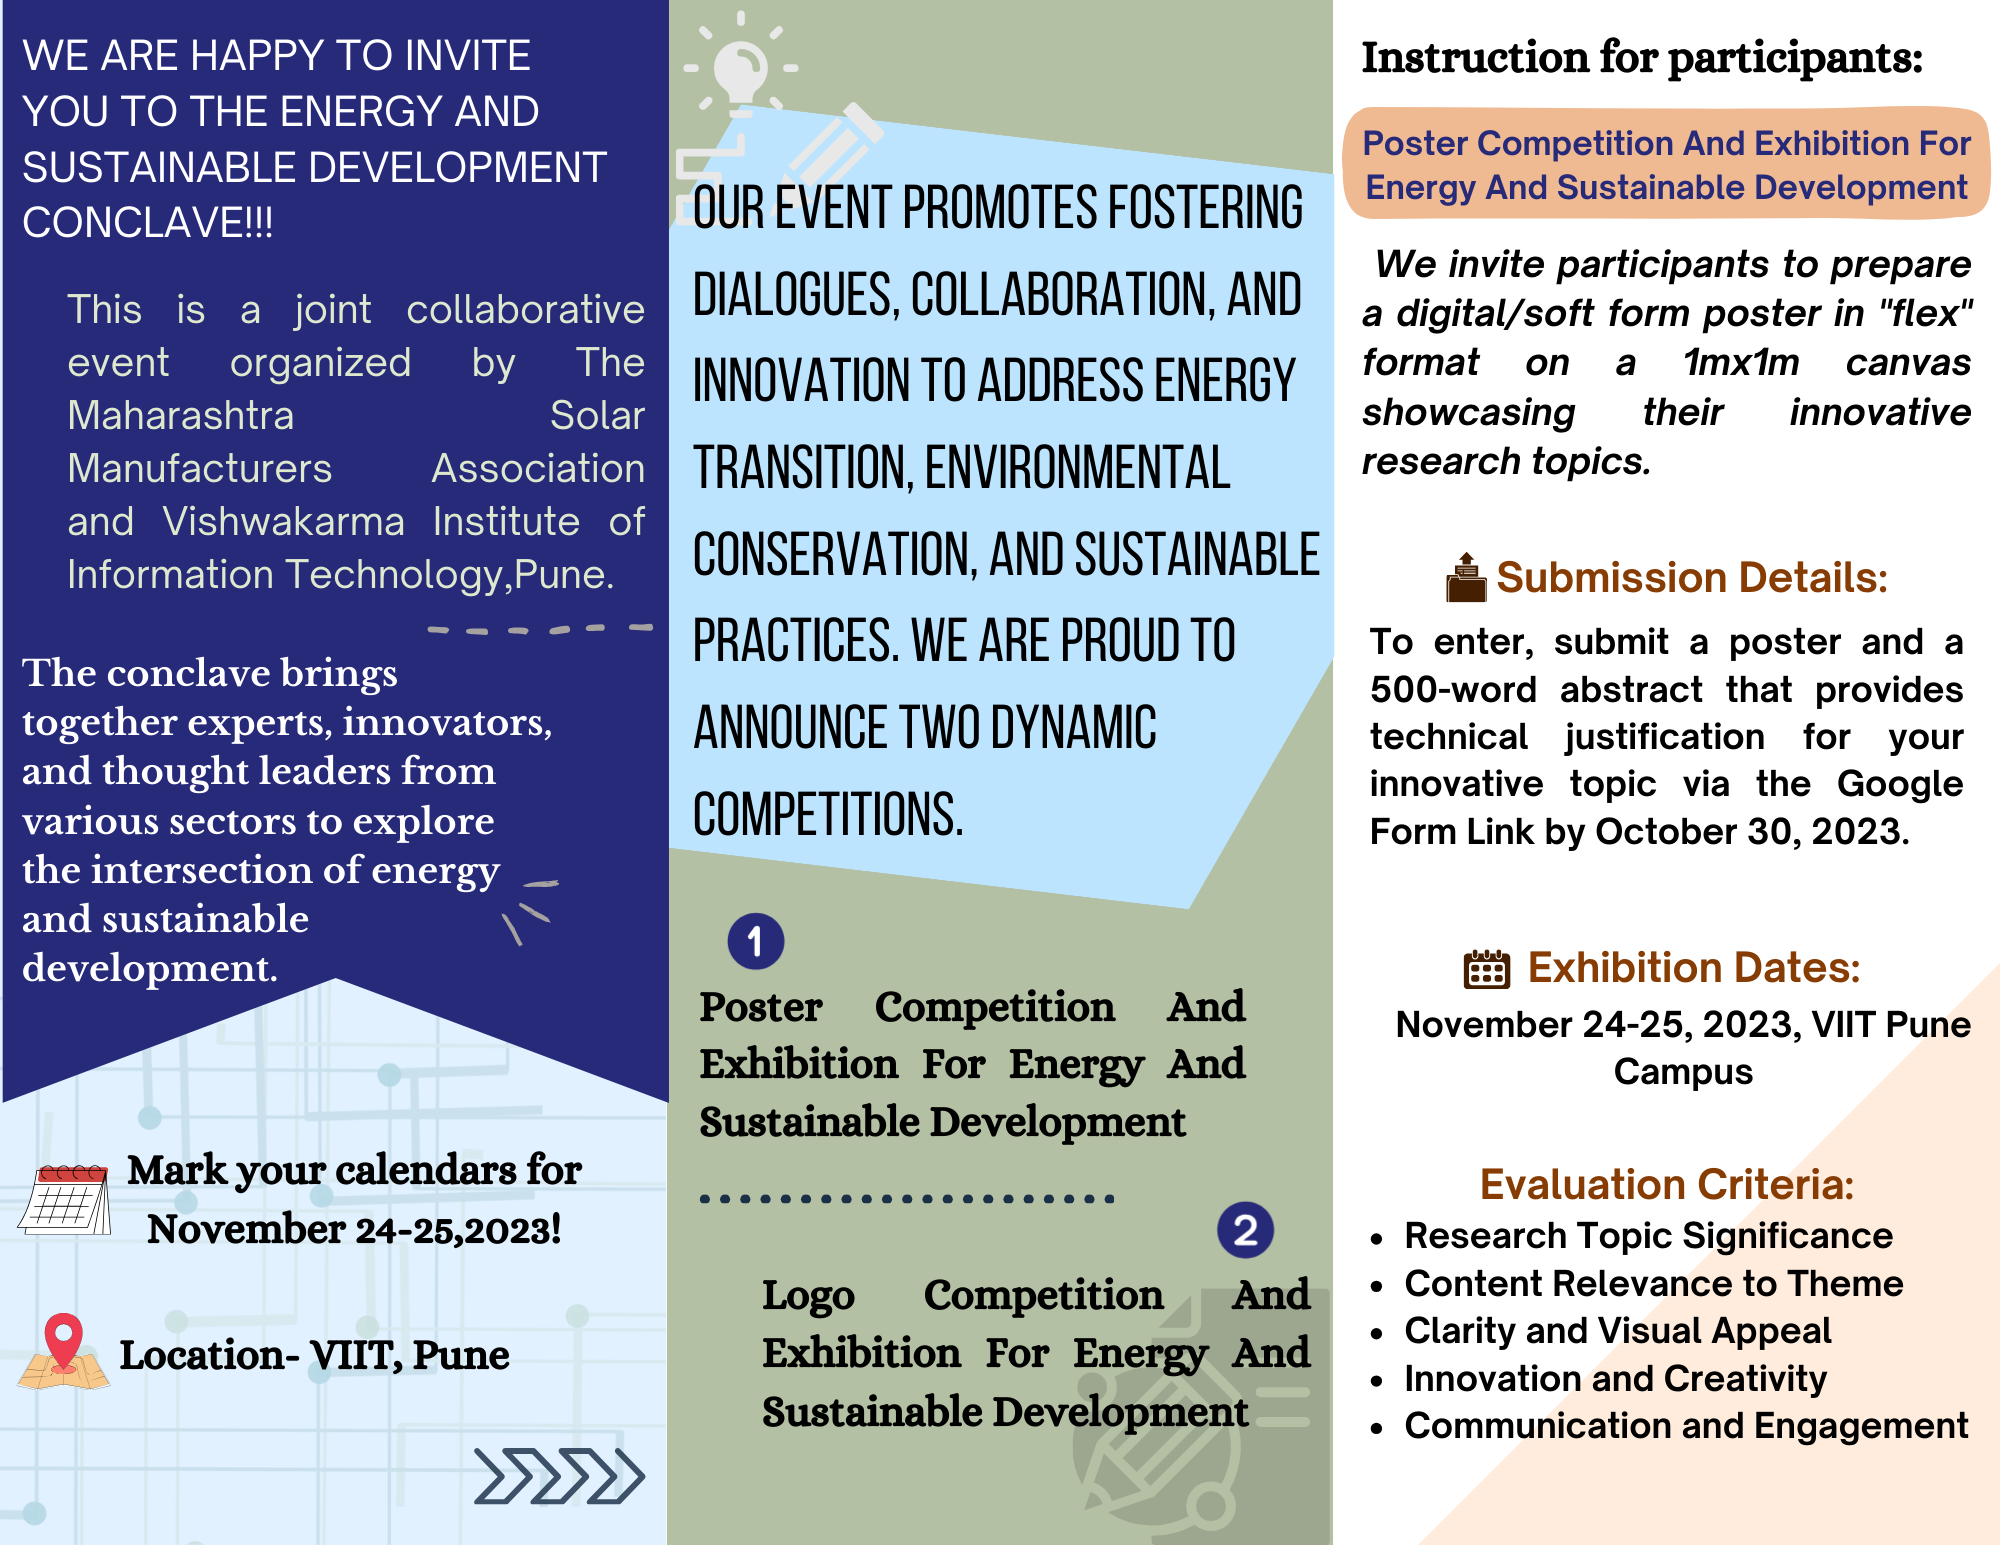 WE ARE HAPPY TO INVITE
YOU TO THE ENERGY AND
SUSTAINABLE DEVELOPMENT
CONCLAVE!!!
This is a joint collaborative
event organized by The
Maharashtra Solar
Manufacturers Association
and Vishwakarma Institute of
Information Technology,Pune.
The conclave brings
together experts, innovators,
and thought leaders from
various sectors to explore
the intersection of energy
and sustainable
development.
Mark your calendars for
November 24-25,2023!
Location- VIIT, Pune
OUR EVENT PROMOTES FOSTERING
DIALOGUES, COLLABORATION, AND
INNOVATION TO ADDRESS ENERGY
TRANSITION, ENVIRONMENTAL
CONSERVATION, AND SUSTAINABLE
PRACTICES. WE ARE PROUD TO
ANNOUNCE TWO DYNAMIC
COMPETITIONS.
1
Poster Competition And
Exhibition For Energy And
Sustainable Development
2
Logo Competition And
Exhibition For Energy And
Sustainable Development
Instruction for participants:
Poster Competition And Exhibition For
Energy And Sustainable Development
We invite participants to prepare
a digital/soft form poster in "flex"
format on a 1mx1m canvas
showcasing their innovative
research topics.
Submission Details:
To enter, submit a poster and a
500-word abstract that provides
technical justification for your
innovative topic via the Google
Form Link by October 30, 2023.
Exhibition Dates:
November 24-25, 2023, VIIT Pune
Campus
Evaluation Criteria:
• Research Topic Significance
• Content Relevance to Theme
• Clarity and Visual Appeal
• Innovation and Creativity
• Communication and Engagement